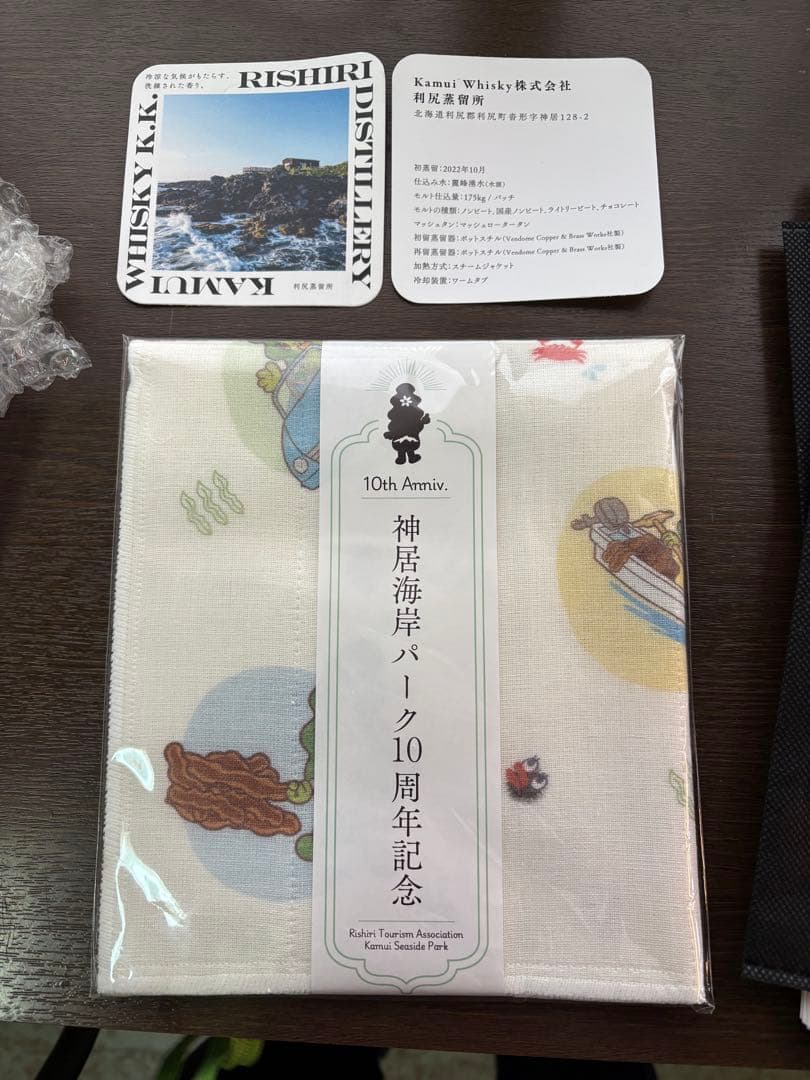 冷涼な気候がもたらす、
洗練された香り。
RISHIRI
DISTILLERY
KAMUI
WHISKY K.K.
利尻蒸留所
Kamui Whisky株式会社
利尻蒸留所
北海道利尻郡利尻町沓形字神居128-2
初蒸留:2022年10月
仕込み水:麗峰湧水(水源)
モルト仕込量:175kg / バッチ
モルトの種類:ノンピート、国産ノンピート、ライトリーピート、チョコレート
マッシュタン:マッシュロータータン
初留蒸留器:ポットスチル(Vendome Copper & Brass Works社製)
再留蒸留器:ポットスチル(Vendome Copper & Brass Works社製)
加熱方式:スチームジャケット
冷却装置:ワームタブ
10th Anniv.
神居海岸パーク10周年記念
Rishiri Tourism Association
Kamui Seaside Park